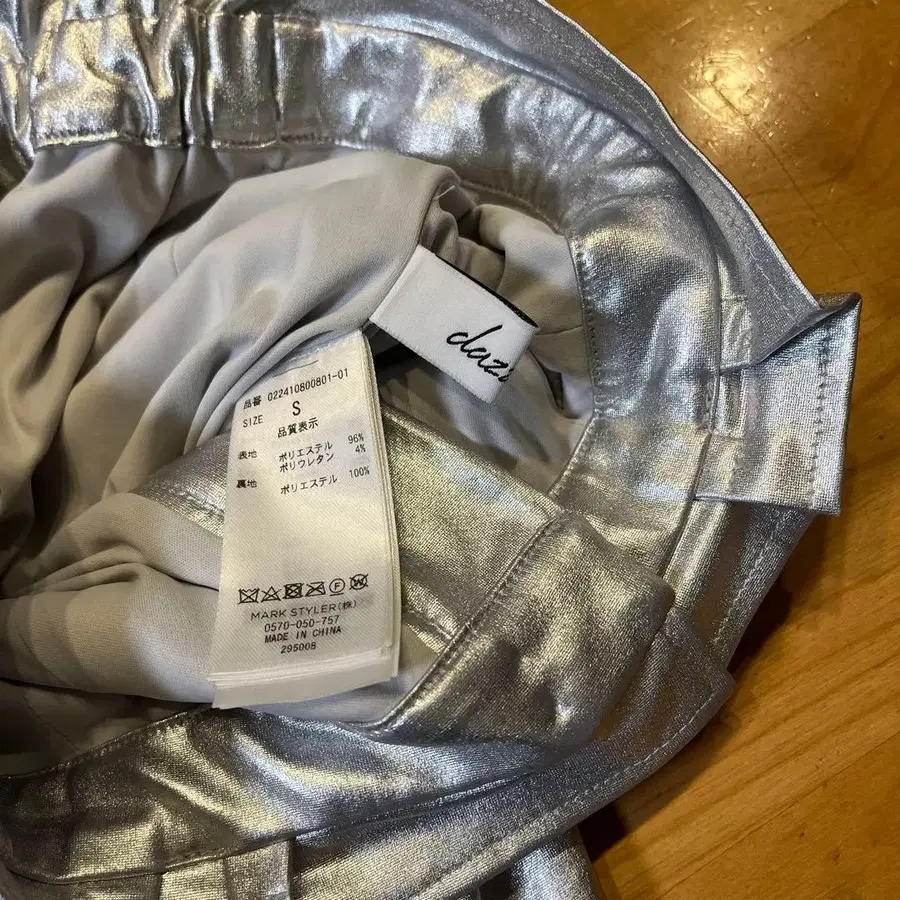 daz
品番 022410800801-01
SIZE S
品質表示
表地 ポリエステル 96%
ポリウレタン 4%
裏地 ポリエステル 100%
MARK STYLER(株)
0570-050-757
MADE IN CHINA
295008